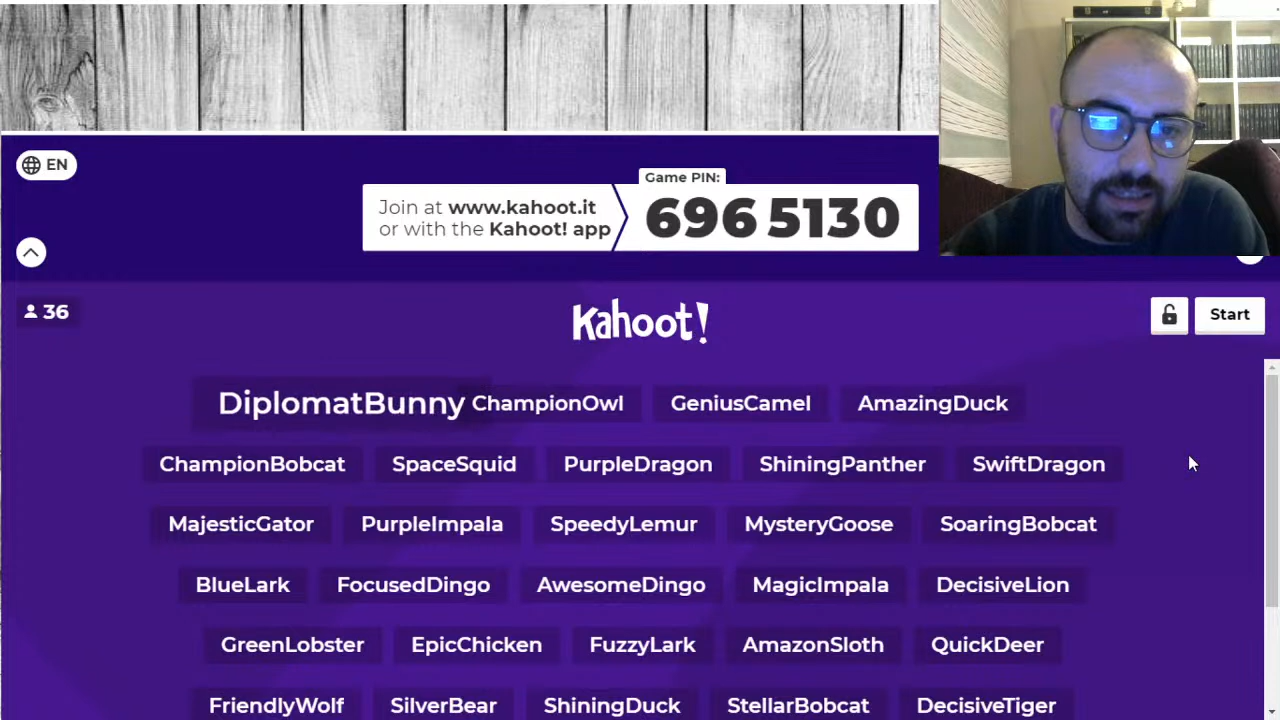 EN
Game PIN:
Join at www.kahoot.it
or with the Kahoot! app
696 5130
36
Kahoot!
Start
DiplomatBunny ChampionOwl GeniusCamel AmazingDuck
ChampionBobcat SpaceSquid PurpleDragon ShiningPanther SwiftDragon
MajesticGator PurpleImpala SpeedyLemur MysteryGoose SoaringBobcat
BlueLark FocusedDingo AwesomeDingo MagicImpala DecisiveLion
GreenLobster EpicChicken FuzzyLark AmazonSloth QuickDeer
FriendlyWolf SilverBear ShiningDuck StellarBobcat DecisiveTiger